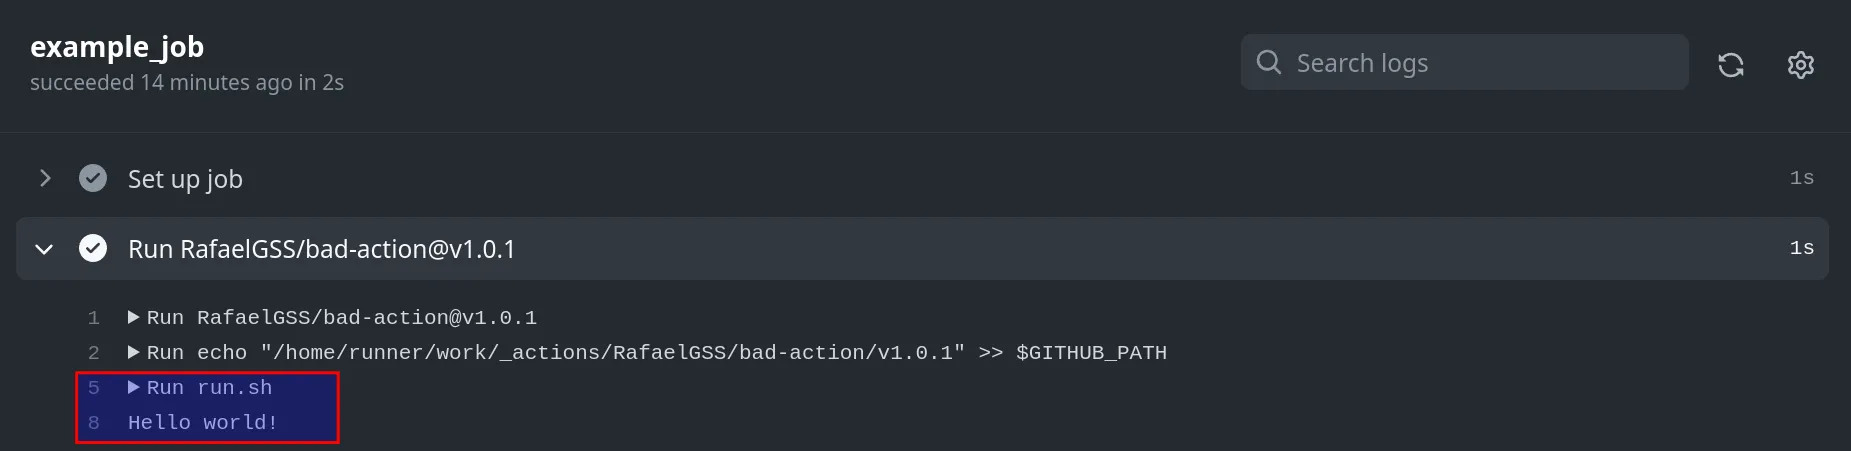 example_job
succeeded 14 minutes ago in 2s
Search logs
Set up job 1s
Run RafaelGSS/bad-action@v1.0.1 1s
1 Run RafaelGSS/bad-action@v1.0.1
2 Run echo "/home/runner/work/_actions/RafaelGSS/bad-action/v1.0.1" >> $GITHUB_PATH
5 Run run.sh
8 Hello world!